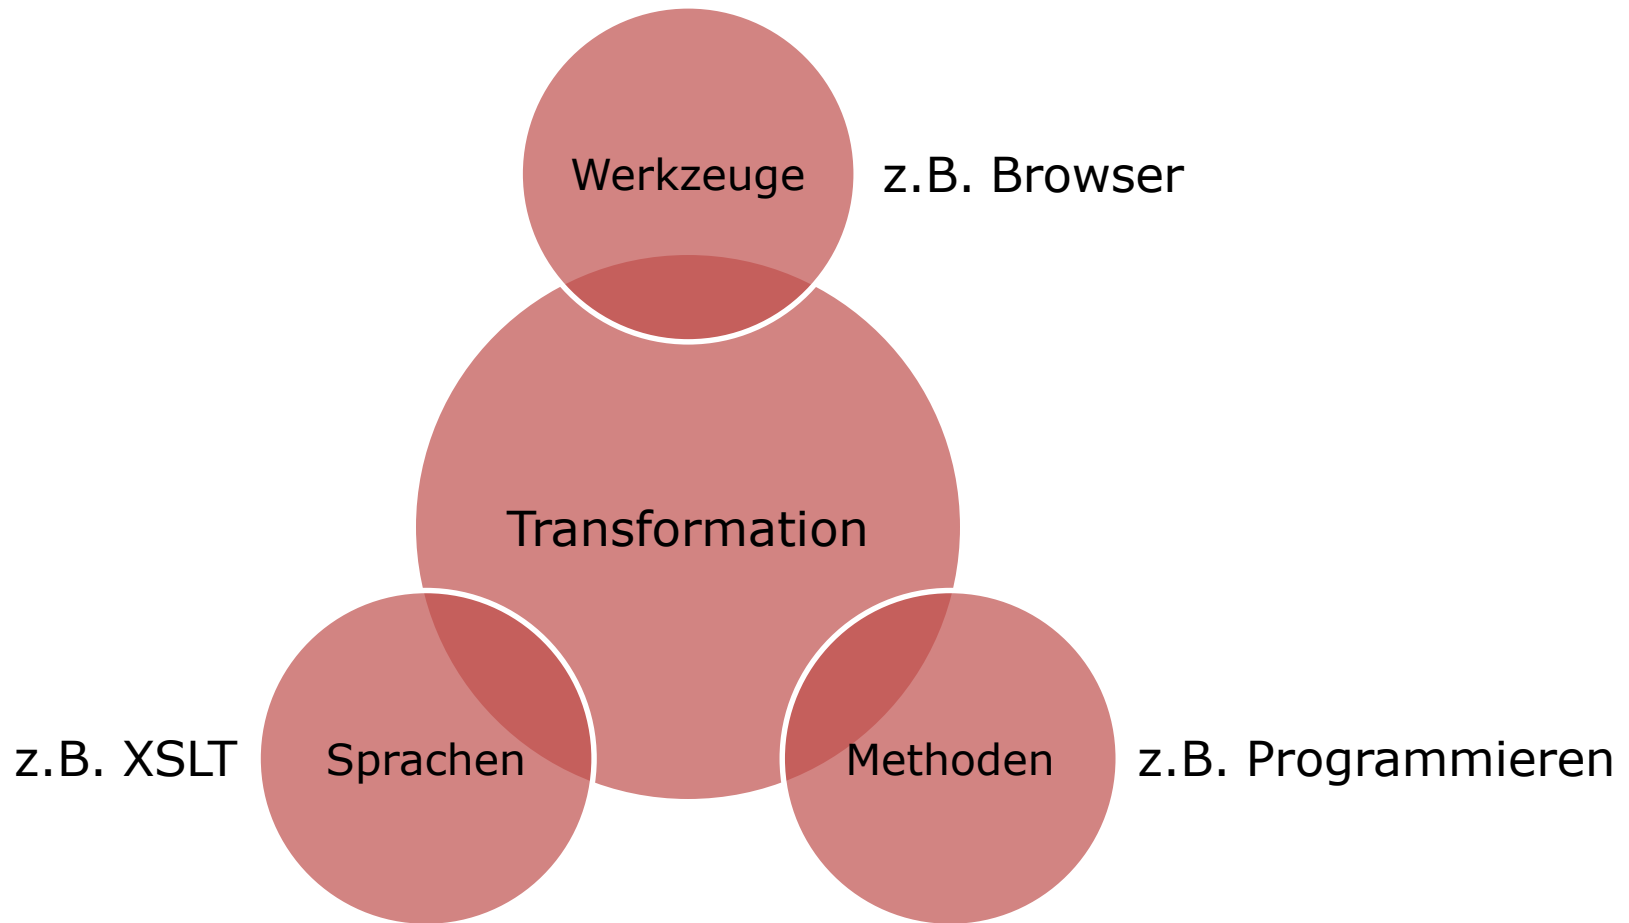 Werkzeuge
z.B. Browser
Transformation
z.B. XSLT
Sprachen
Methoden
z.B. Programmieren